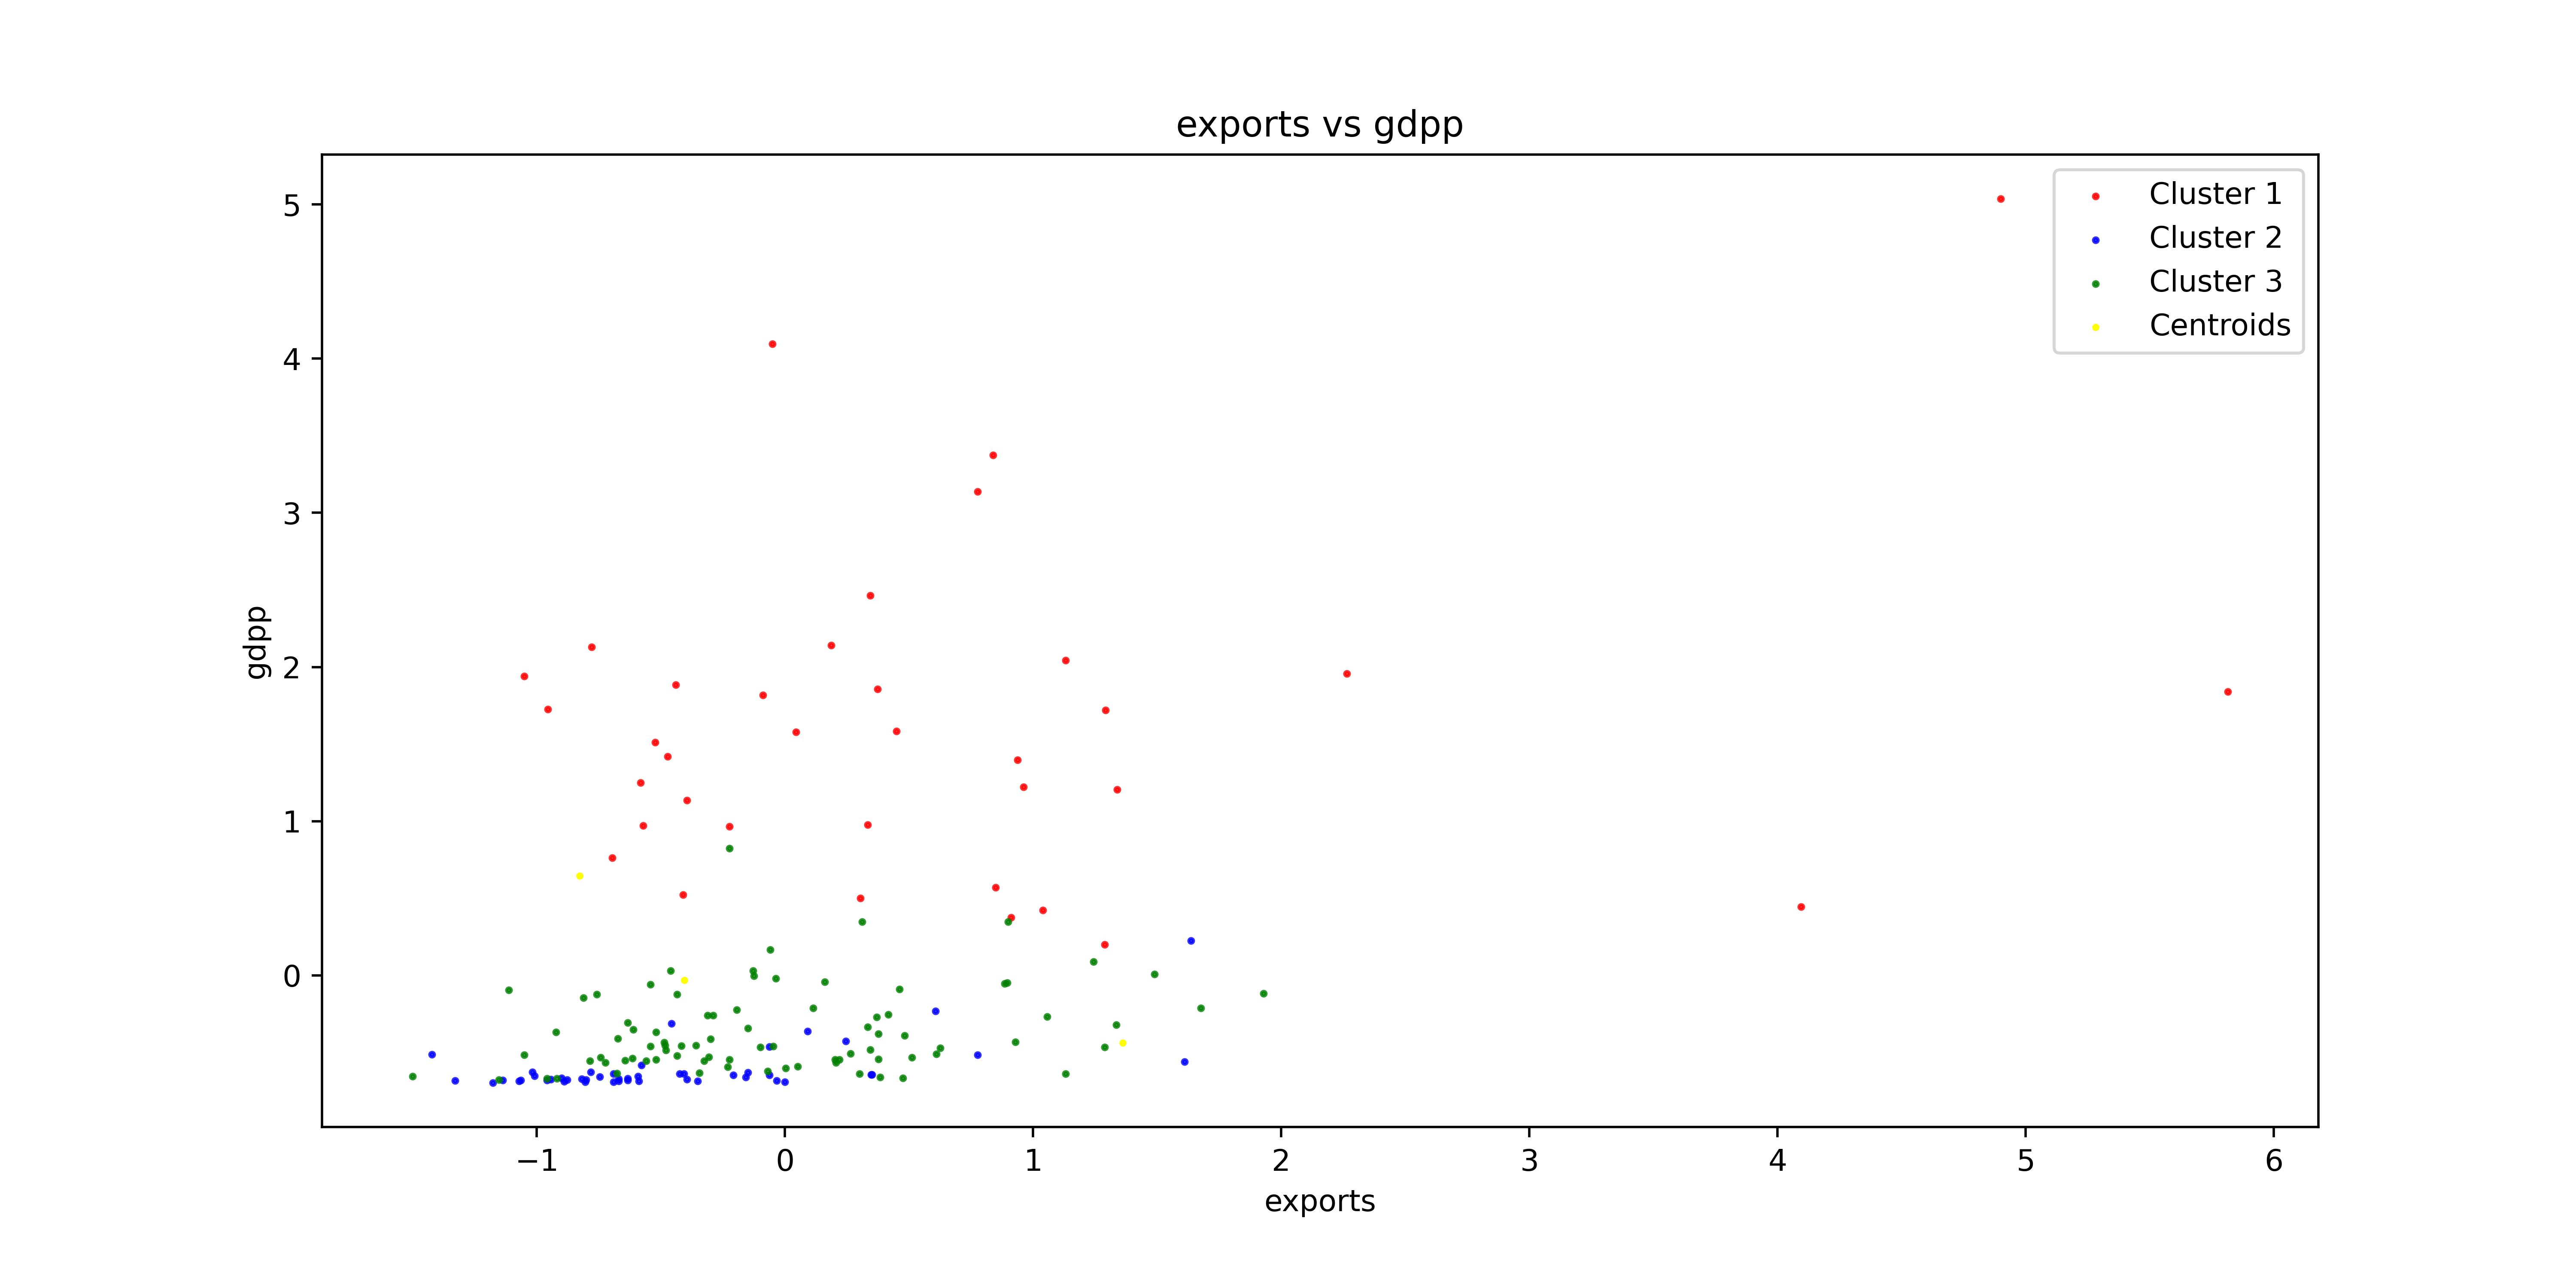 exports vs gdpp
Cluster 1
Cluster 2
Cluster 3
Centroids
5
4
3
2
1
0
gdpp
−1
0
1
2
3
4
5
6
exports